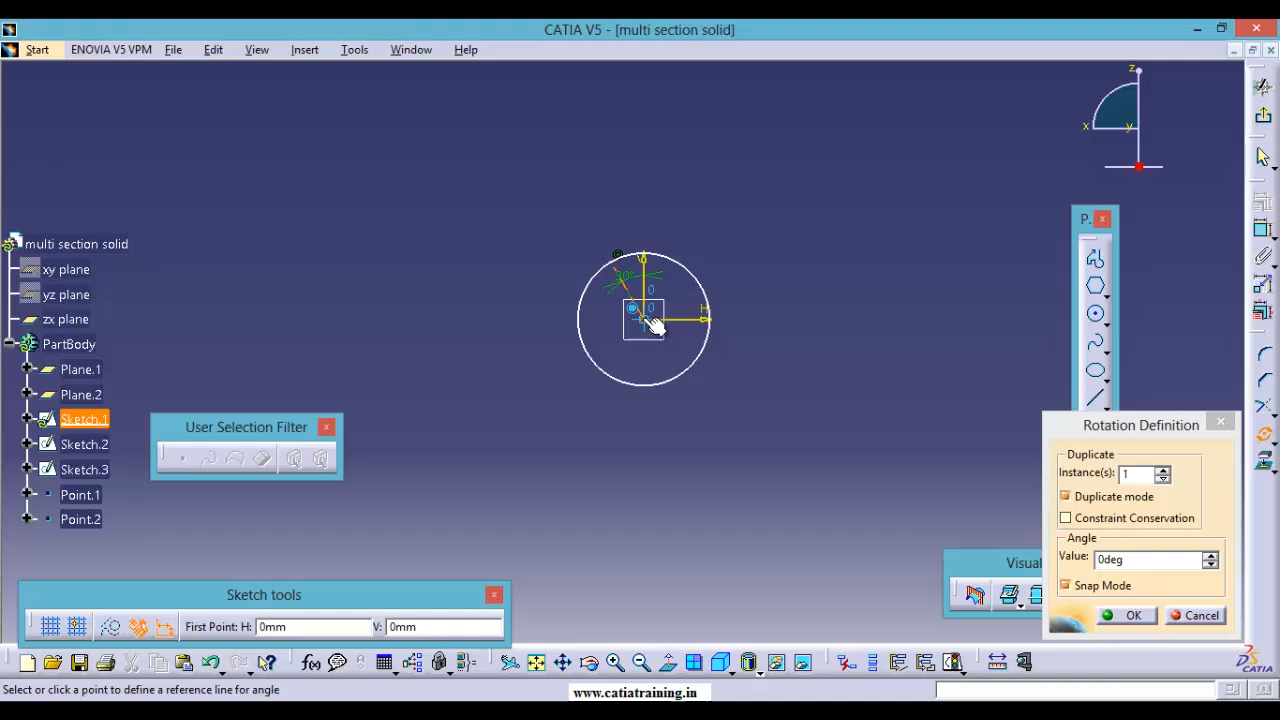 CATIA V5 - [multi section solid]
Start ENOVIA V5 VPM File Edit View Insert Tools Window Help
z
x y
P.
multi section solid
xy plane
yz plane
zx plane
PartBody
Plane.1
Plane.2
Sketch.1
Sketch.2
Sketch.3
Point.1
Point.2
V
30°
0
0
H
User Selection Filter
Rotation Definition
Duplicate
Instance(s): 1
Duplicate mode
Constraint Conservation
Angle
Value: 0deg
Snap Mode
OK Cancel
Visual
Sketch tools
First Point: H: 0mm V: 0mm
f(x)
CATIA
Select or click a point to define a reference line for angle
www.catiatraining.in